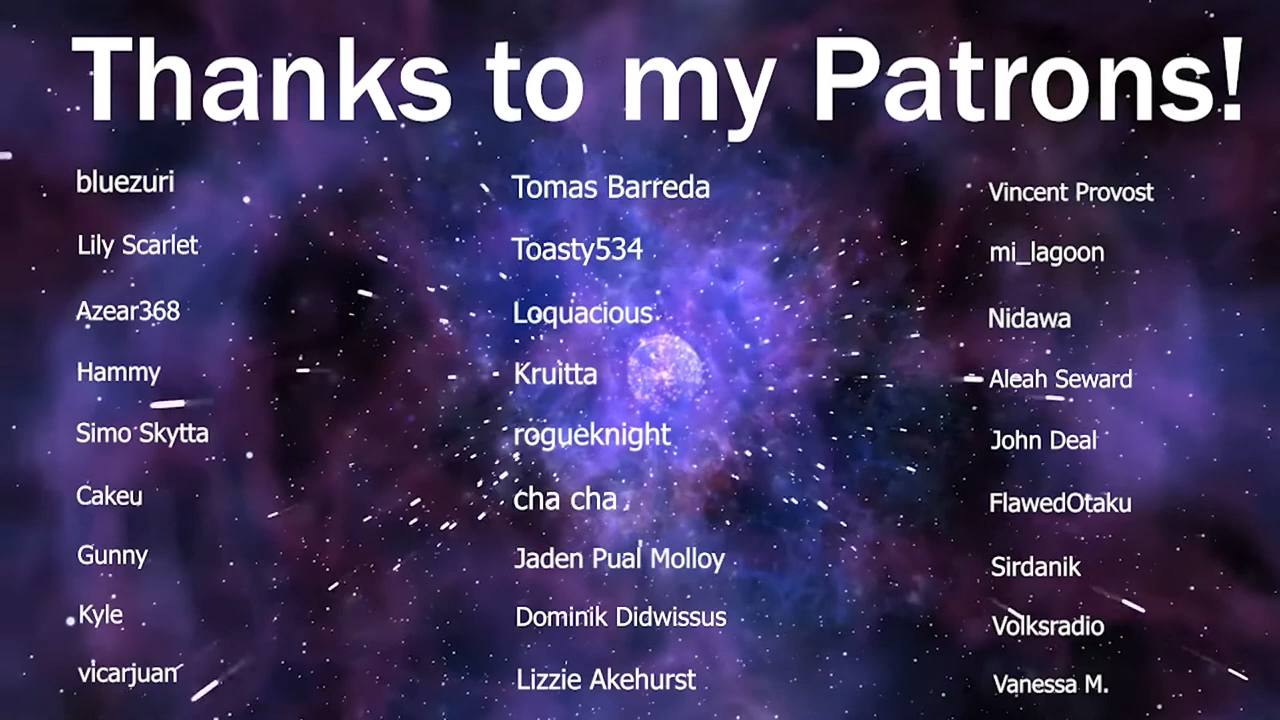 Thanks to my Patrons!
bluezuri
Lily Scarlet
Azear368
Hammy
Simo Skytta
Cakeu
Gunny
Kyle
vicarjuan
Tomas Barreda
Toasty534
Loquacious
Kruitta
rogueknight
cha cha
Jaden Pual Molloy
Dominik Didwissus
Lizzie Akehurst
Vincent Provost
mi_lagoon
Nidawa
Aleah Seward
John Deal
FlawedOtaku
Sirdanik
Volksradio
Vanessa M.